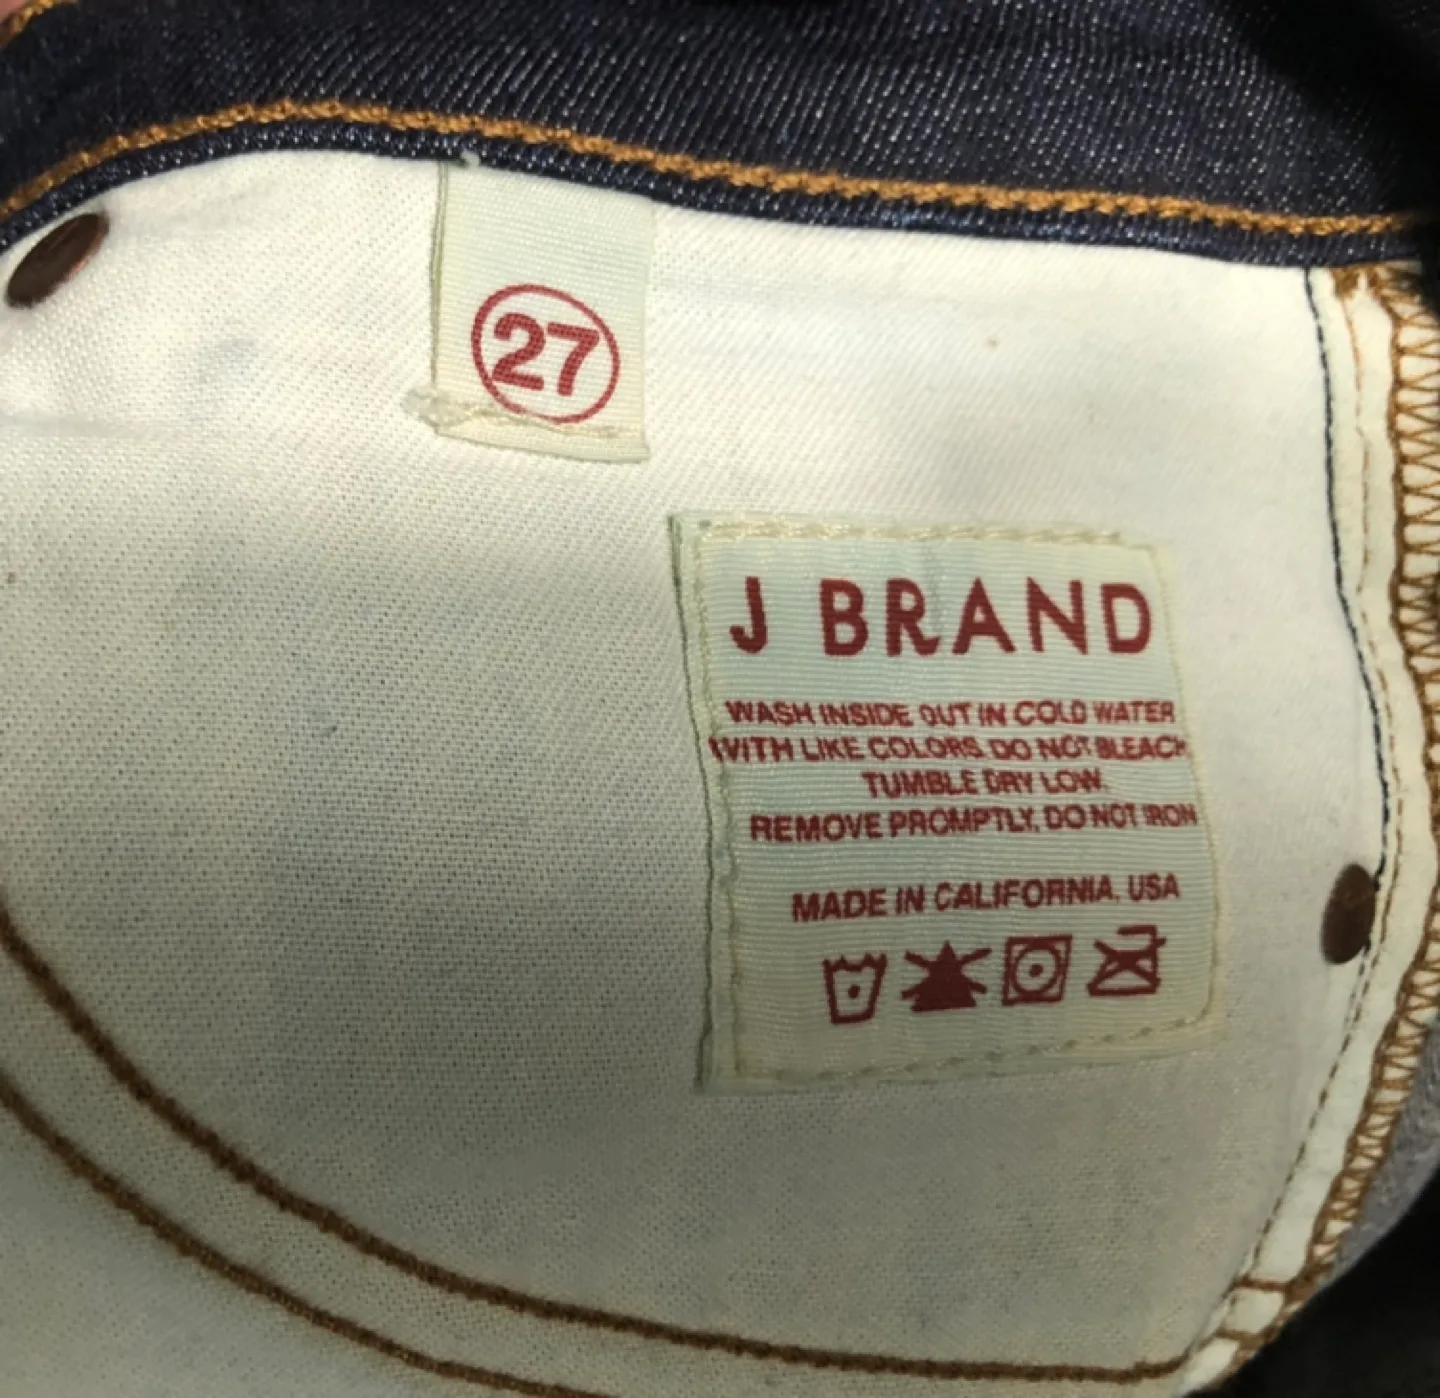 27
J BRAND
WASH INSIDE OUT IN COLD WATER
WITH LIKE COLORS. DO NOT BLEACH
TUMBLE DRY LOW.
REMOVE PROMPTLY, DO NOT IRON
MADE IN CALIFORNIA, USA